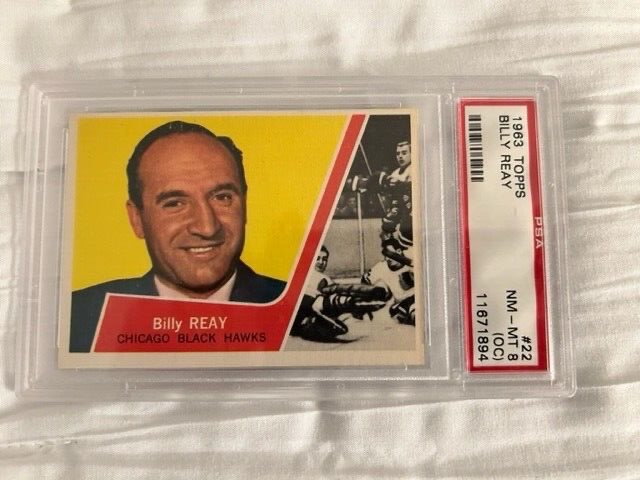 Billy REAY
CHICAGO BLACK HAWKS
1963 TOPPS
BILLY REAY
PSA
#22
NM-MT 8
(OC)
11671894